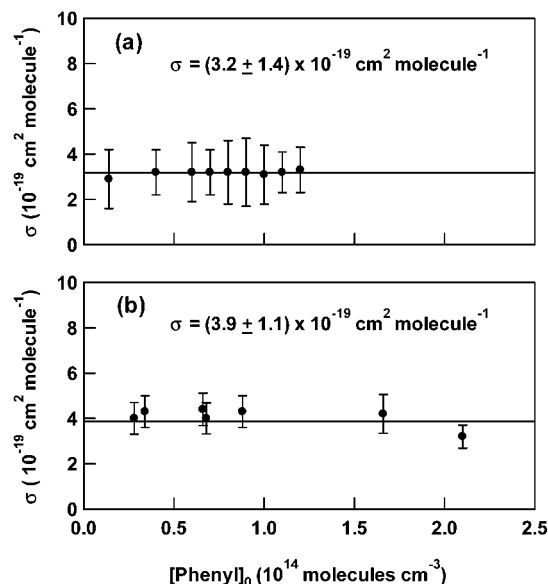 (a)
σ = (3.2 ± 1.4) x 10⁻¹⁹ cm² molecule⁻¹
σ (10⁻¹⁹ cm² molecule⁻¹)
10
8
6
4
2
0
(b)
σ = (3.9 ± 1.1) x 10⁻¹⁹ cm² molecule⁻¹
σ (10⁻¹⁹ cm² molecule⁻¹)
10
8
6
4
2
0
0.0 0.5 1.0 1.5 2.0 2.5
[Phenyl]₀ (10¹⁴ molecules cm⁻³)